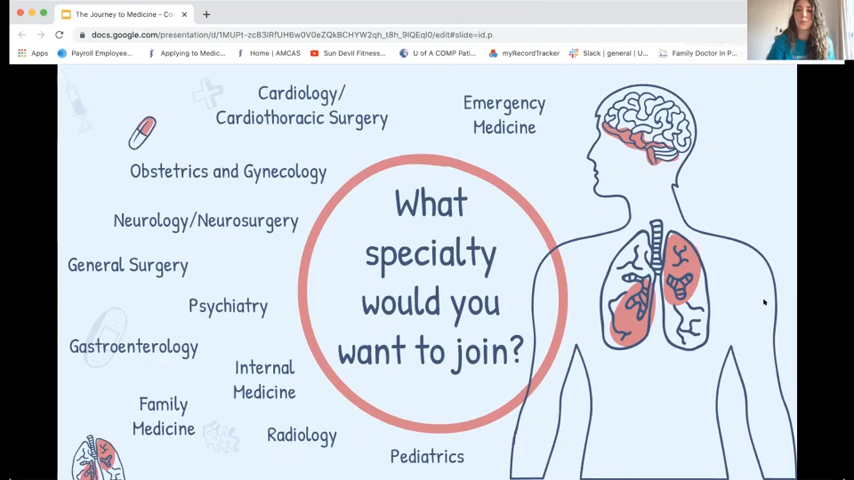 The Journey to Medicine - Co
docs.google.com/presentation/d/1MUPt-zc83lRfUH6w0V0eZQkBCHYW2qh_t8h_9lQEql0/edit#slide=id.p
Apps
Payroll Employee...
Applying to Medic...
Home | AMCAS
Sun Devil Fitness...
U of A COMP Pati...
myRecordTracker
Slack | general | U...
Family Doctor In P...
Cardiology/
Cardiothoracic Surgery
Emergency
Medicine
Obstetrics and Gynecology
Neurology/Neurosurgery
General Surgery
Psychiatry
Gastroenterology
Internal
Medicine
Family
Medicine
Radiology
Pediatrics
What
specialty
would you
want to join?